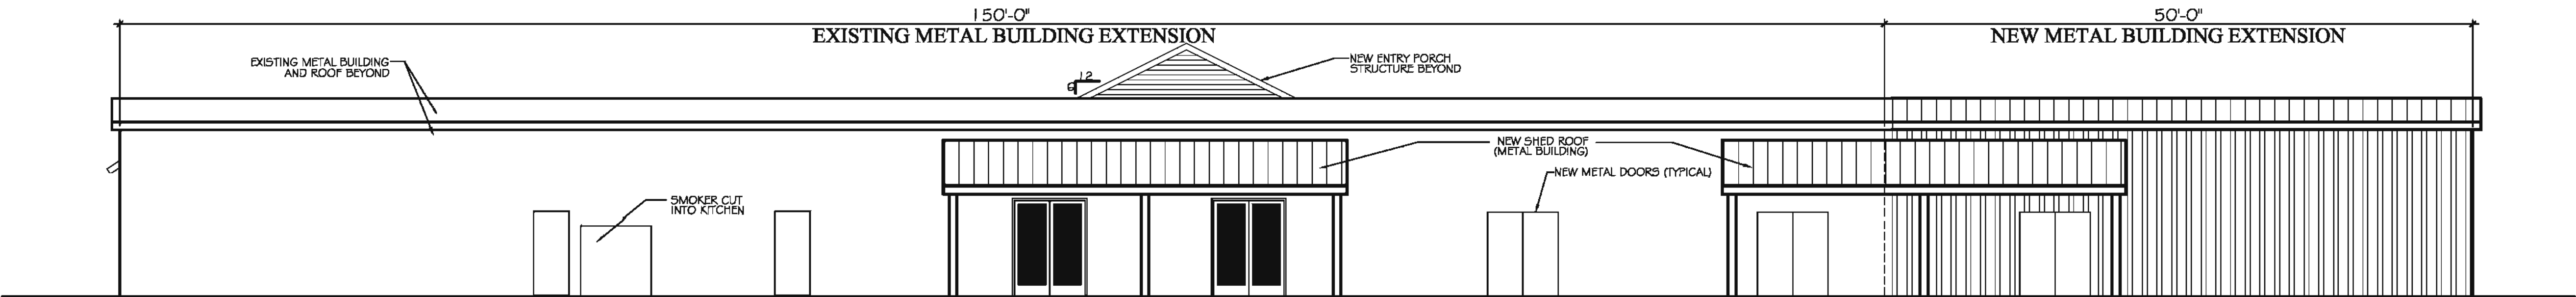 150'-0"
50'-0"
EXISTING METAL BUILDING EXTENSION
NEW METAL BUILDING EXTENSION
EXISTING METAL BUILDING
AND ROOF BEYOND
NEW ENTRY PORCH
STRUCTURE BEYOND
12
6
NEW SHED ROOF
(METAL BUILDING)
NEW METAL DOORS (TYPICAL)
SMOKER CUT
INTO KITCHEN